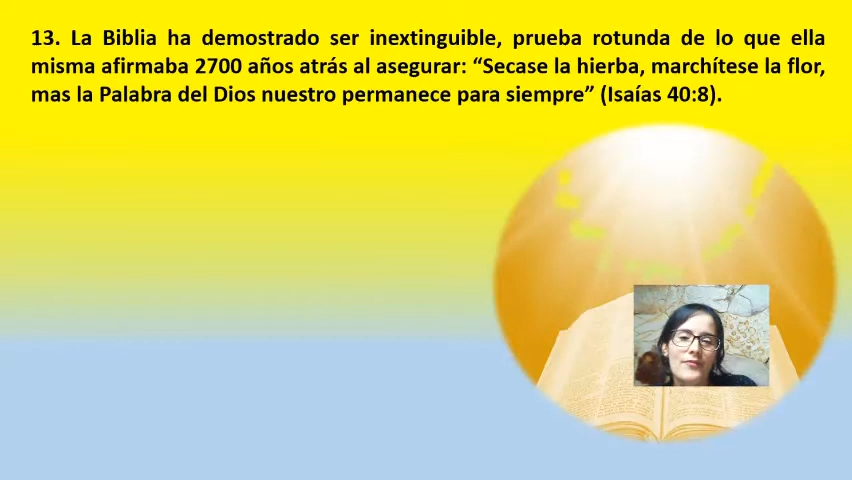 13. La Biblia ha demostrado ser inextinguible, prueba rotunda de lo que ella
misma afirmaba 2700 años atrás al asegurar: “Secase la hierba, marchítese la flor,
mas la Palabra del Dios nuestro permanece para siempre” (Isaías 40:8).